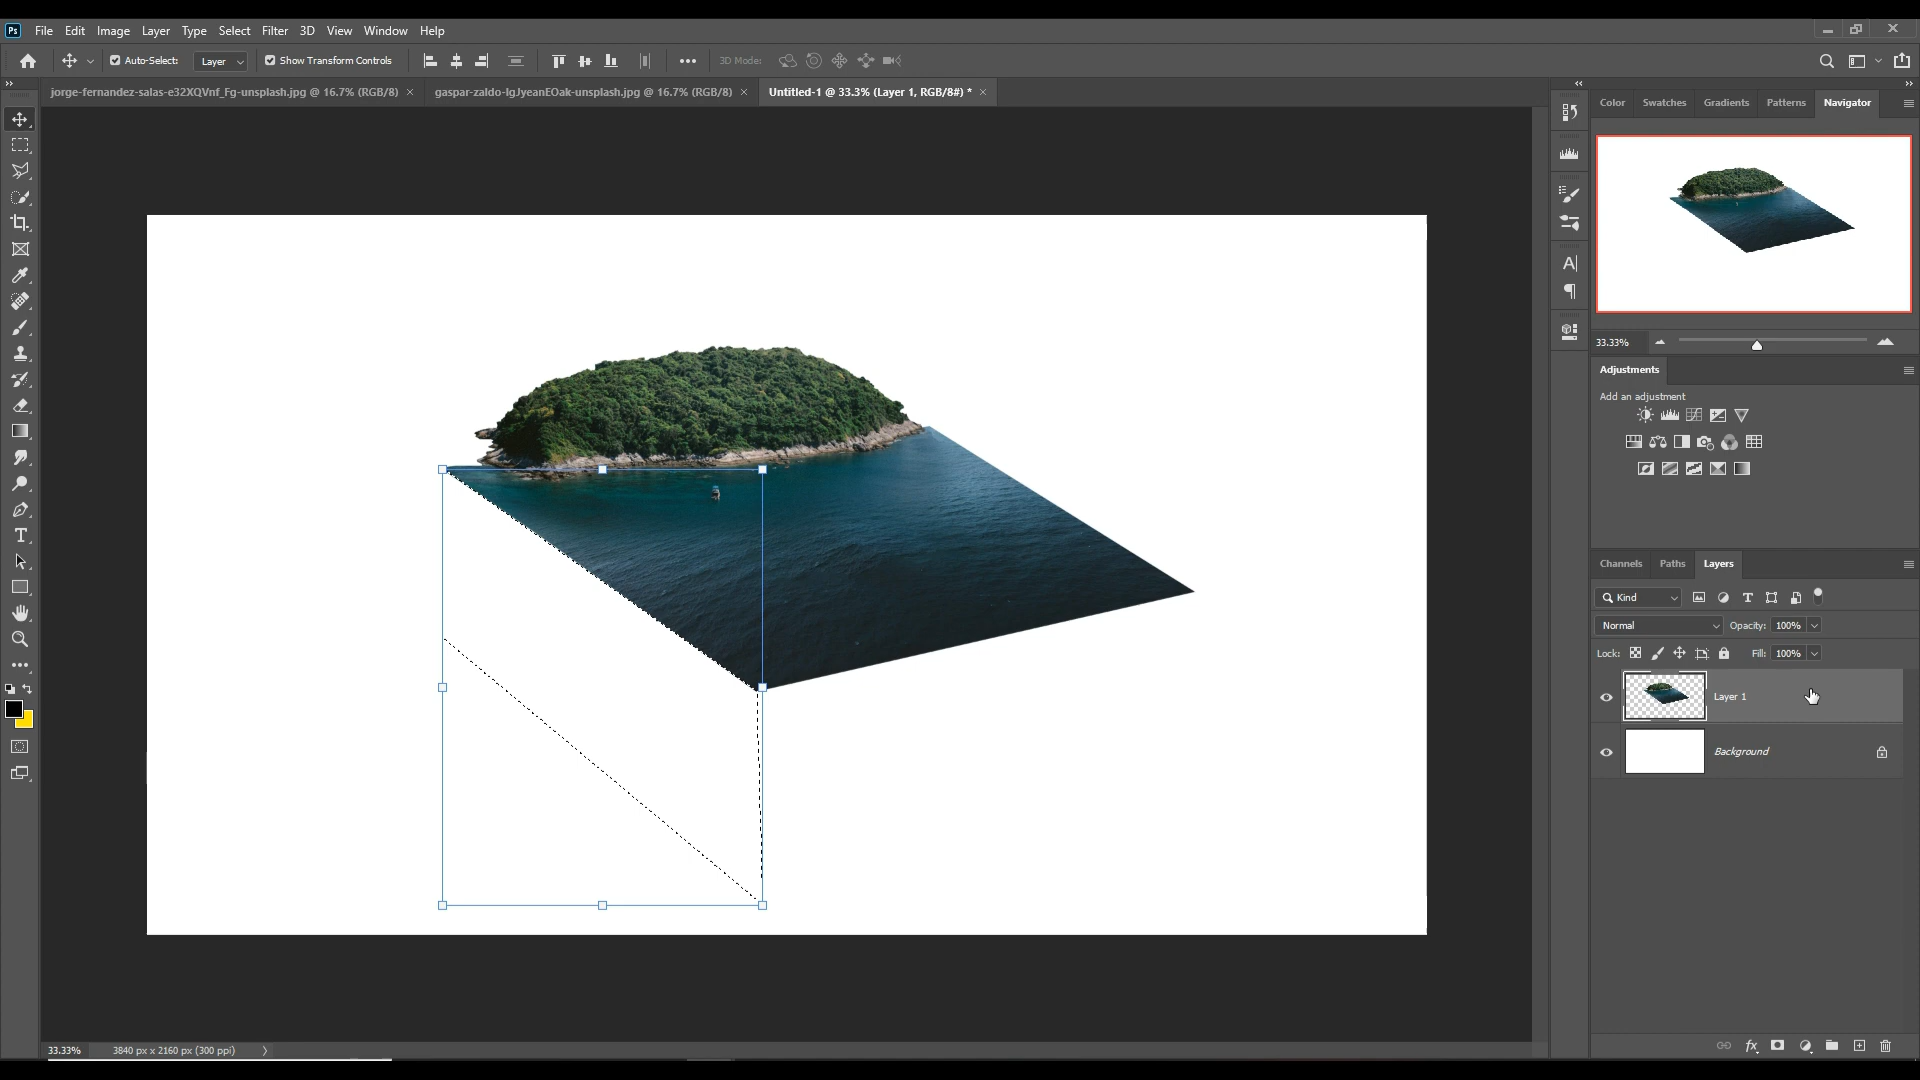 Ps File Edit Image Layer Type Select Filter 3D View Window Help
Auto-Select: Layer Show Transform Controls 3D Mode:
jorge-fernandez-salas-e32XQVnf_Fg-unsplash.jpg @ 16.7% (RGB/8) × gaspar-zaldo-IgJyeanEOak-unsplash.jpg @ 16.7% (RGB/8) × Untitled-1 @ 33.3% (Layer 1, RGB/8#) * ×
Color Swatches Gradients Patterns Navigator
33.33%
Adjustments
Add an adjustment
Channels Paths Layers
Kind
Normal Opacity: 100%
Lock: Fill: 100%
Layer 1
Background
33.33% 3840 px x 2160 px (300 ppi)